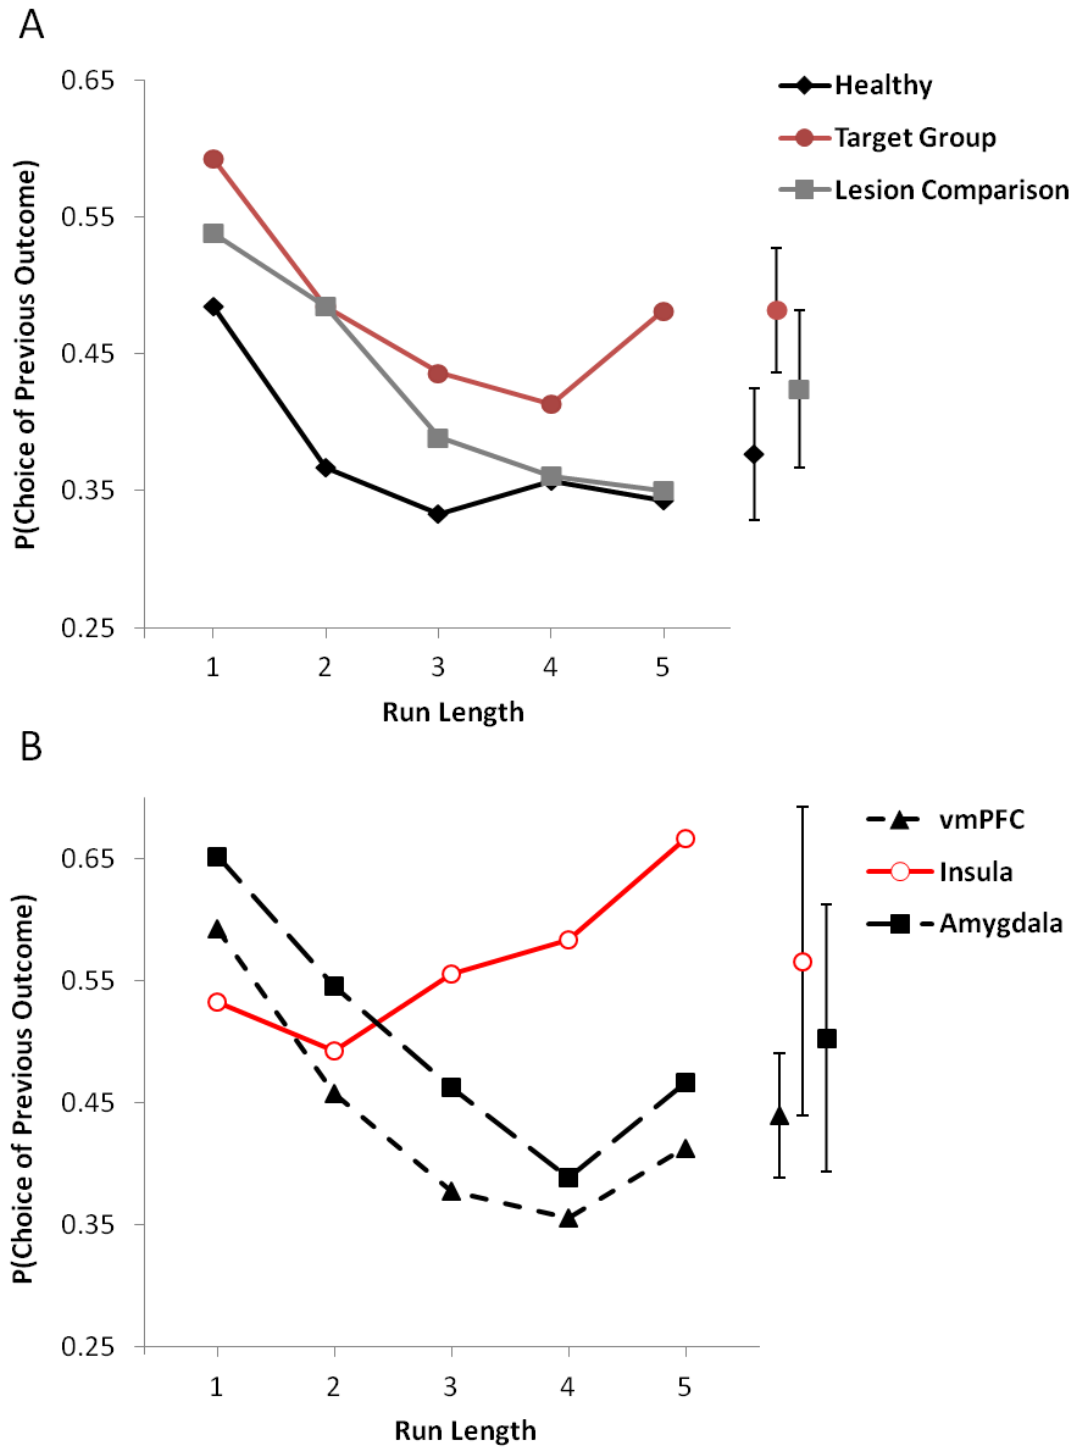 A
0.65
0.55
0.45
0.35
0.25
P(Choice of Previous Outcome)
1 2 3 4 5
Run Length
Healthy
Target Group
Lesion Comparison
B
0.65
0.55
0.45
0.35
0.25
P(Choice of Previous Outcome)
1 2 3 4 5
Run Length
vmPFC
Insula
Amygdala